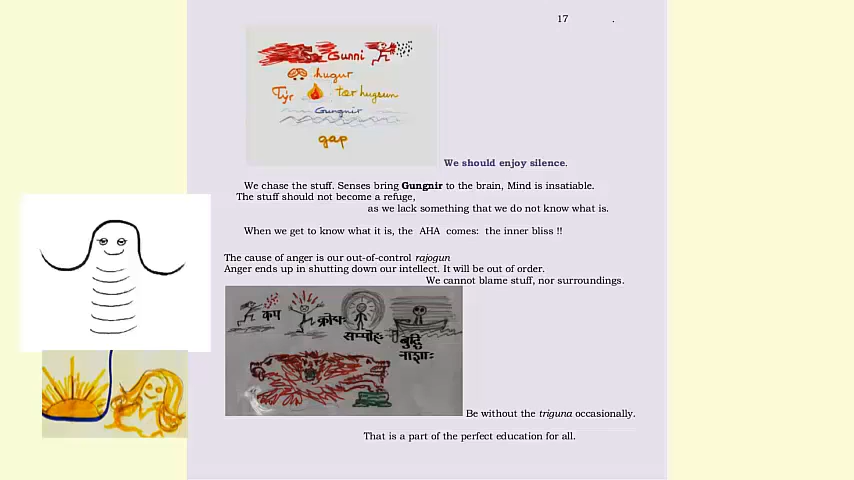 17 .
Gunni
hugur
Týr
tær hugsun
Gungnir
gap
We should enjoy silence.
We chase the stuff. Senses bring Gungnir to the brain, Mind is insatiable.
The stuff should not become a refuge,
as we lack something that we do not know what is.
When we get to know what it is, the AHA comes: the inner bliss !!
The cause of anger is our out-of-control rajogun
Anger ends up in shutting down our intellect. It will be out of order.
We cannot blame stuff, nor surroundings.
क्रोधः
सम्मोहः
बुद्धि
नाशः
Be without the triguna occasionally.
That is a part of the perfect education for all.